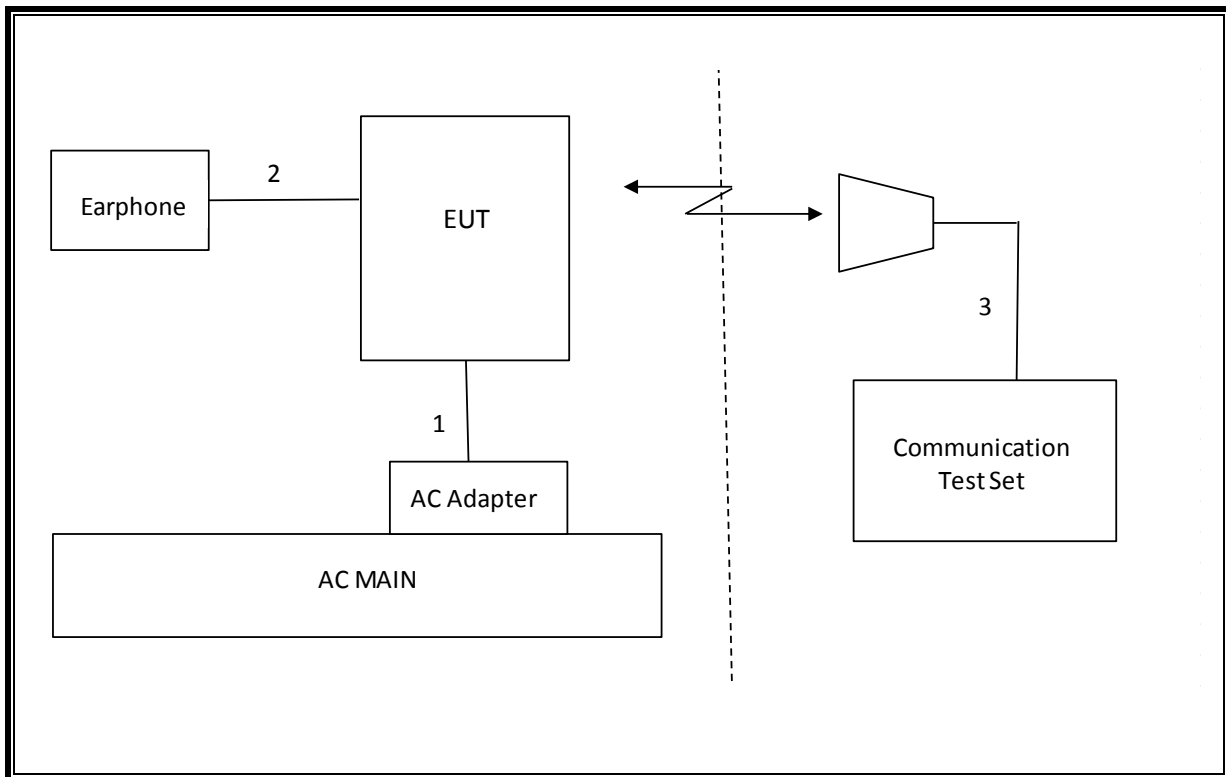 2
Earphone
EUT
3
1
Communication
Test Set
AC Adapter
AC MAIN